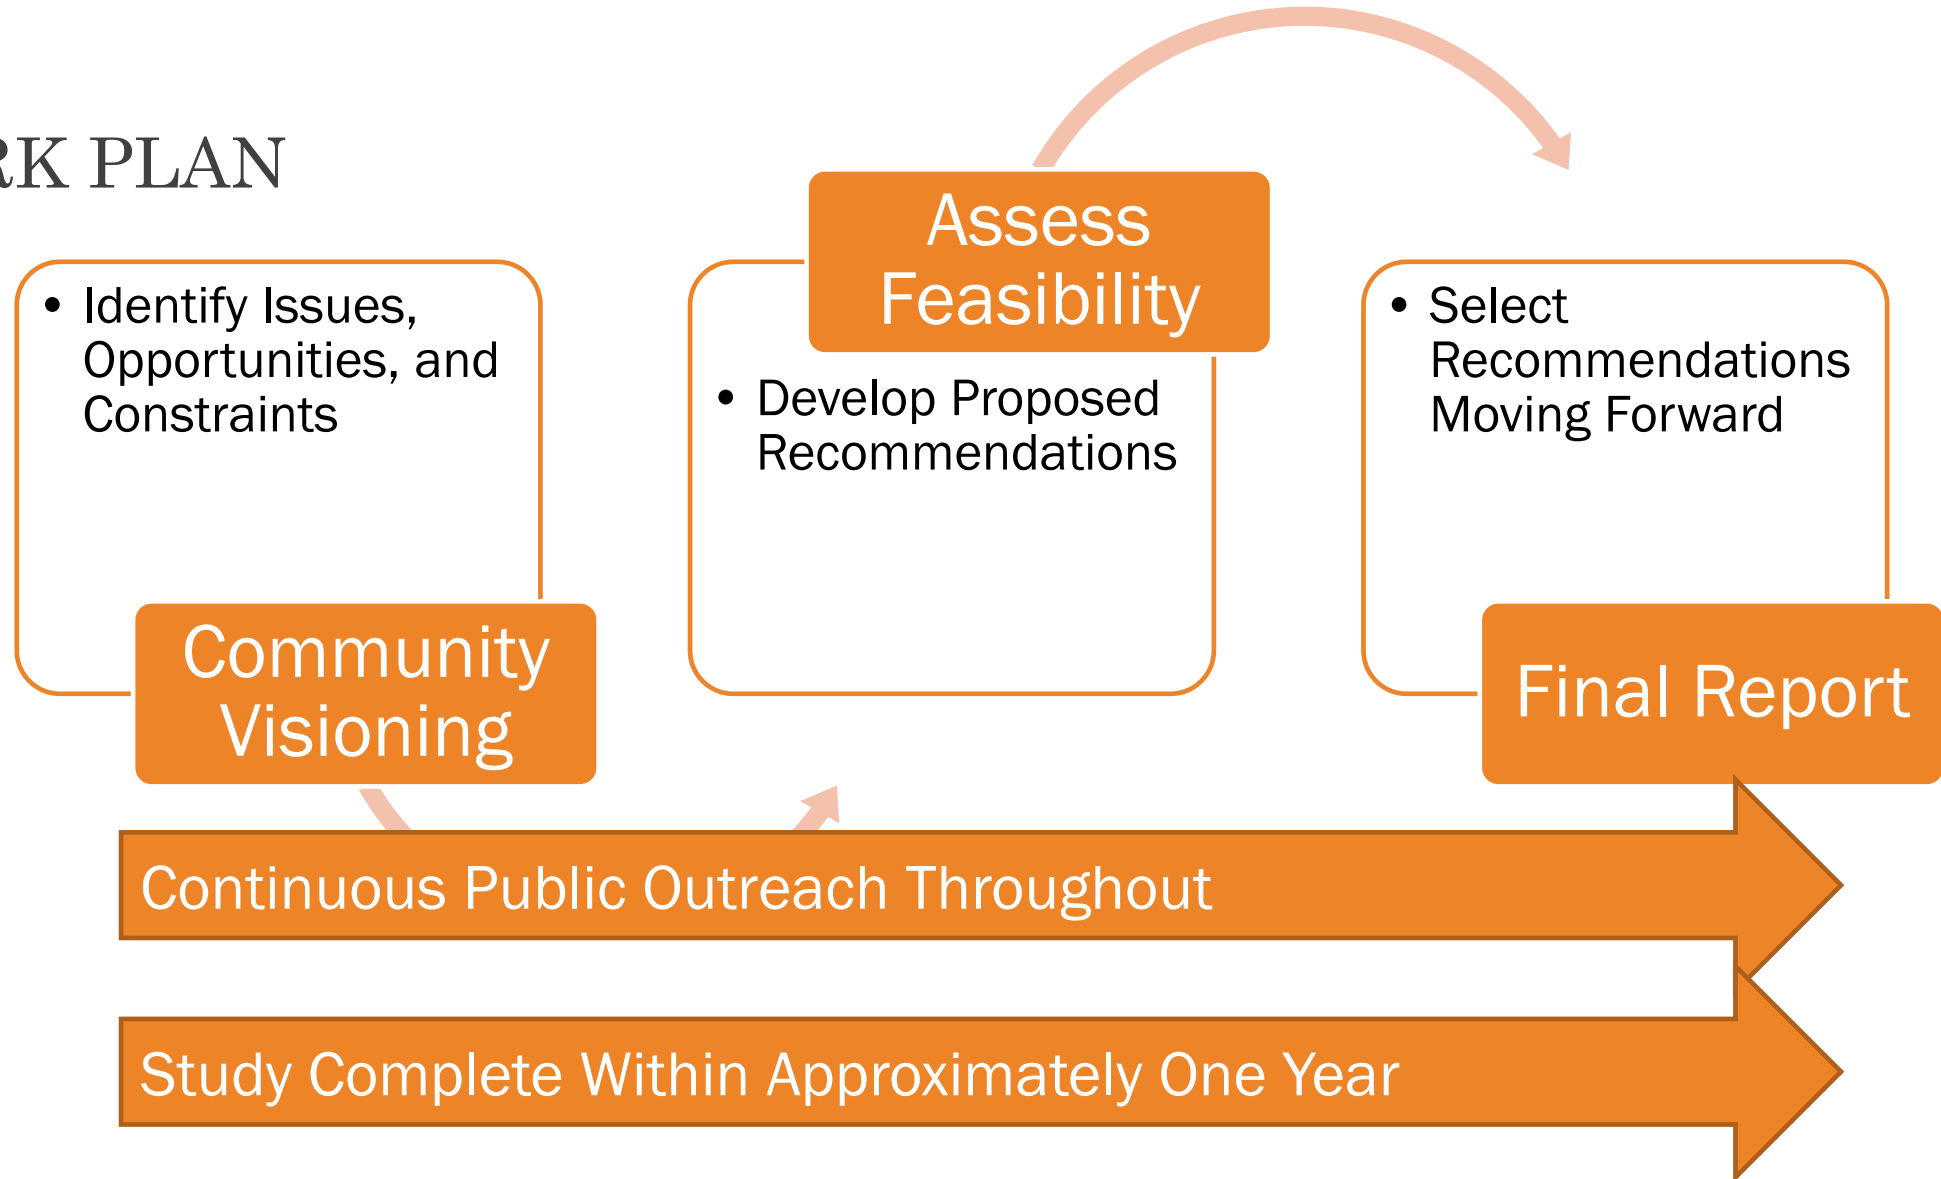 RK PLAN
• Identify Issues,
Opportunities, and
Constraints
Community
Visioning
Assess
Feasibility
• Develop Proposed
Recommendations
• Select
Recommendations
Moving Forward
Final Report
Continuous Public Outreach Throughout
Study Complete Within Approximately One Year